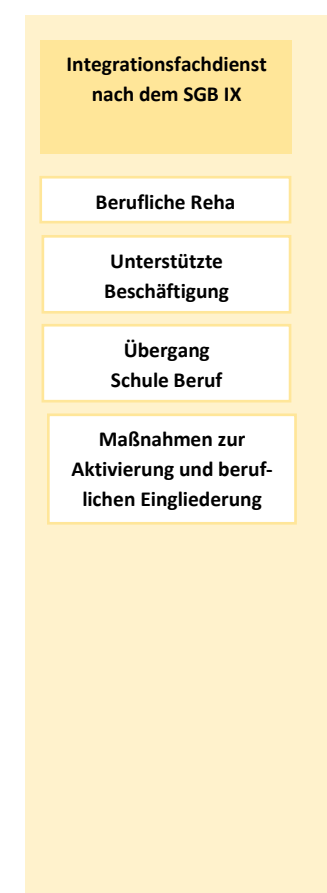 Integrationsfachdienst
nach dem SGB IX
Berufliche Reha
Unterstützte
Beschäftigung
Übergang
Schule Beruf
Maßnahmen zur
Aktivierung und beruf-
lichen Eingliederung